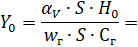 Y₀ = (α_V · S · H₀) / (w_г · S · C_г) =